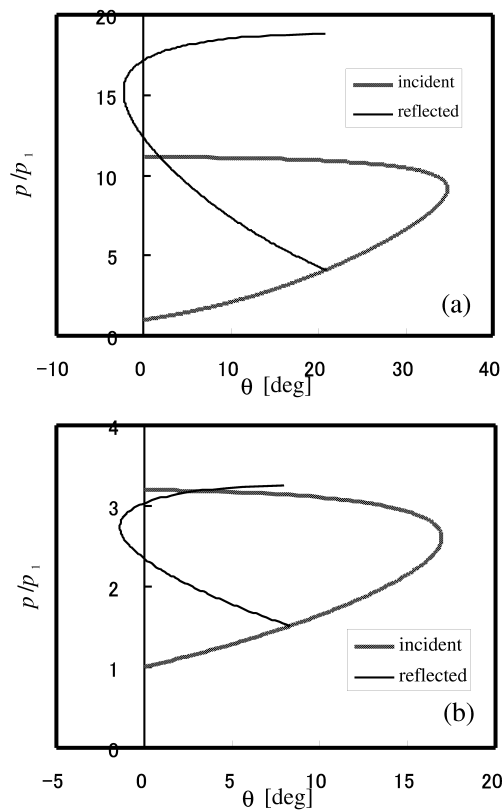 20
15
10
5
0
p/p₁
incident
reflected
(a)
-10 0 10 20 30 40
θ [deg]
4
3
2
1
0
p/p₁
incident
reflected
(b)
-5 0 5 10 15 20
θ [deg]